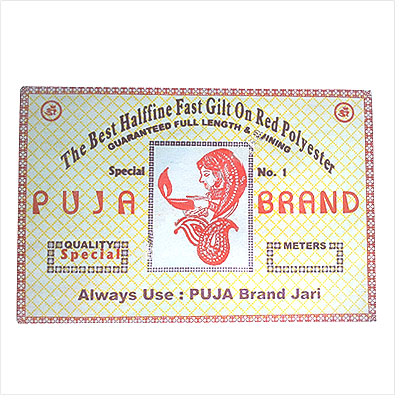 ॐ ॐ
The Best Halffine Fast Gilt On Red Polyester
GUARANTEED FULL LENGTH & SHINING
Special No. 1
PUJA BRAND
QUALITY METERS
Special
Always Use : PUJA Brand Jari